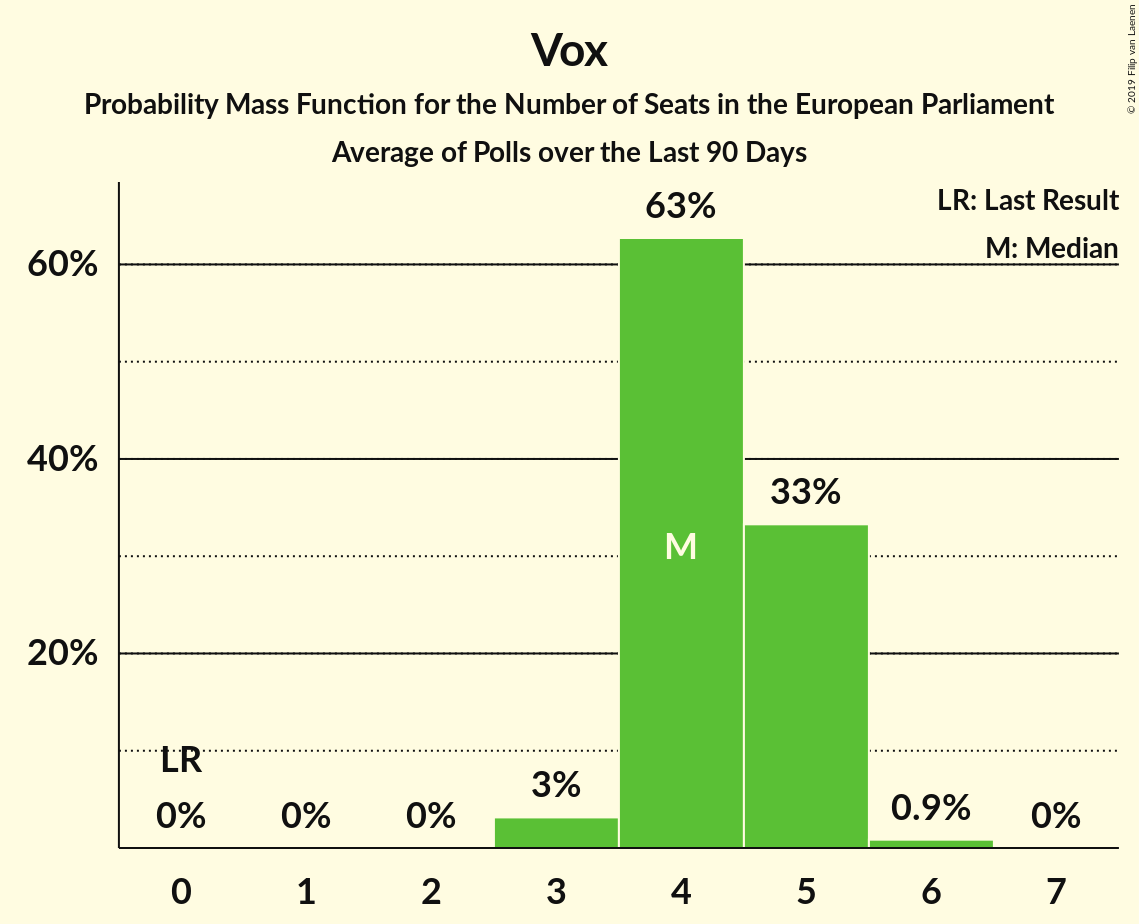 Vox
Probability Mass Function for the Number of Seats in the European Parliament
Average of Polls over the Last 90 Days
© 2019 Filip van Laenen
LR: Last Result
M: Median
60%
40%
20%
63%
33%
M
LR
0%
0%
0%
3%
0.9%
0%
0
1
2
3
4
5
6
7